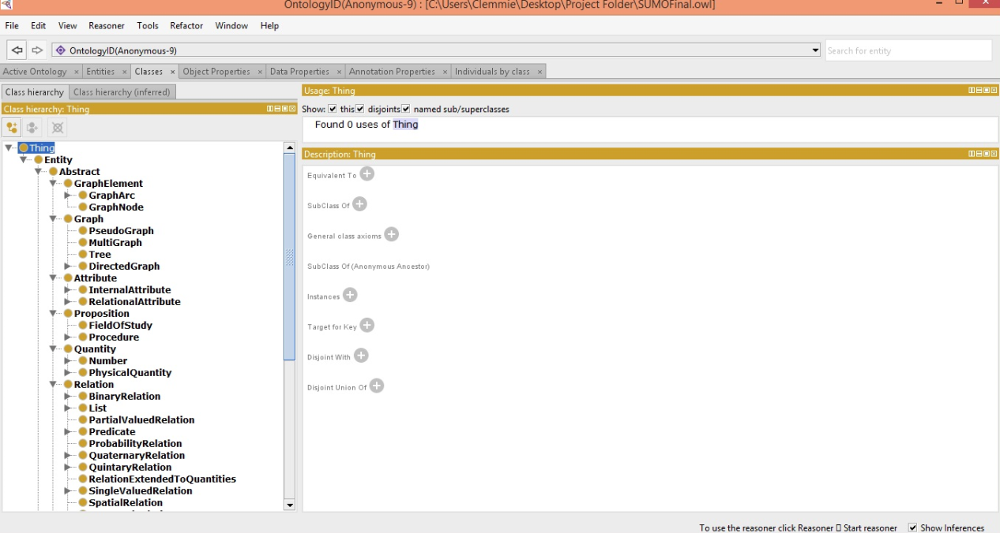 OntologyID(Anonymous-9) : [C:\Users\Clemmie\Desktop\Project Folder\SUMOFinal.owl]
File Edit View Reasoner Tools Refactor Window Help
OntologyID(Anonymous-9)
Search for entity
Active Ontology × Entities × Classes × Object Properties × Data Properties × Annotation Properties × Individuals by class ×
Class hierarchy Class hierarchy (inferred)
Class hierarchy: Thing
Thing
Entity
Abstract
GraphElement
GraphArc
GraphNode
Graph
PseudoGraph
MultiGraph
Tree
DirectedGraph
Attribute
InternalAttribute
RelationalAttribute
Proposition
FieldOfStudy
Procedure
Quantity
Number
PhysicalQuantity
Relation
BinaryRelation
List
PartialValuedRelation
Predicate
ProbabilityRelation
QuaternaryRelation
QuintaryRelation
RelationExtendedToQuantities
SingleValuedRelation
SpatialRelation
Usage: Thing
Show: this disjoints named sub/superclasses
Found 0 uses of Thing
Description: Thing
Equivalent To
SubClass Of
General class axioms
SubClass Of (Anonymous Ancestor)
Instances
Target for Key
Disjoint With
Disjoint Union Of
To use the reasoner click Reasoner ▯ Start reasoner Show Inferences